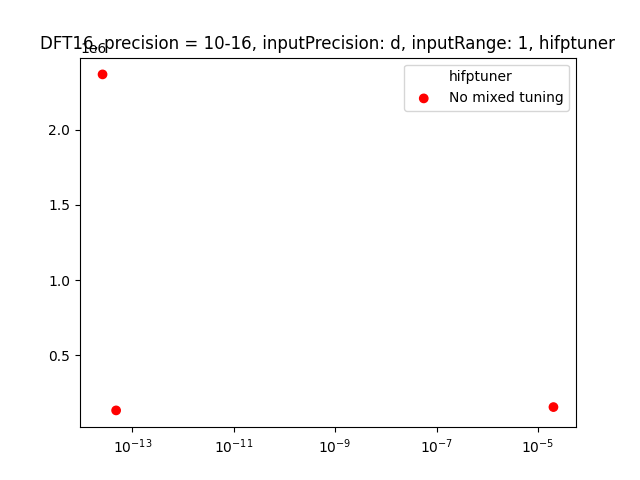 DFT16, precision = 10-16, inputPrecision: d, inputRange: 1, hifptuner
1e6
hifptuner
No mixed tuning
2.0
1.5
1.0
0.5
10⁻¹³ 10⁻¹¹ 10⁻⁹ 10⁻⁷ 10⁻⁵